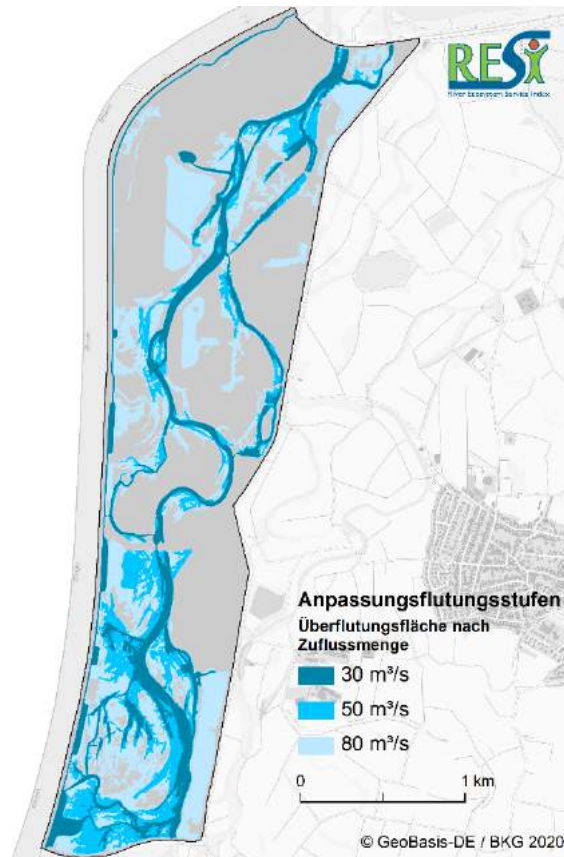 RESI
River Ecosystem Service Index
Anpassungsflutungsstufen
Überflutungsfläche nach
Zuflussmenge
30 m³/s
50 m³/s
80 m³/s
0 1 km
© GeoBasis-DE / BKG 2020